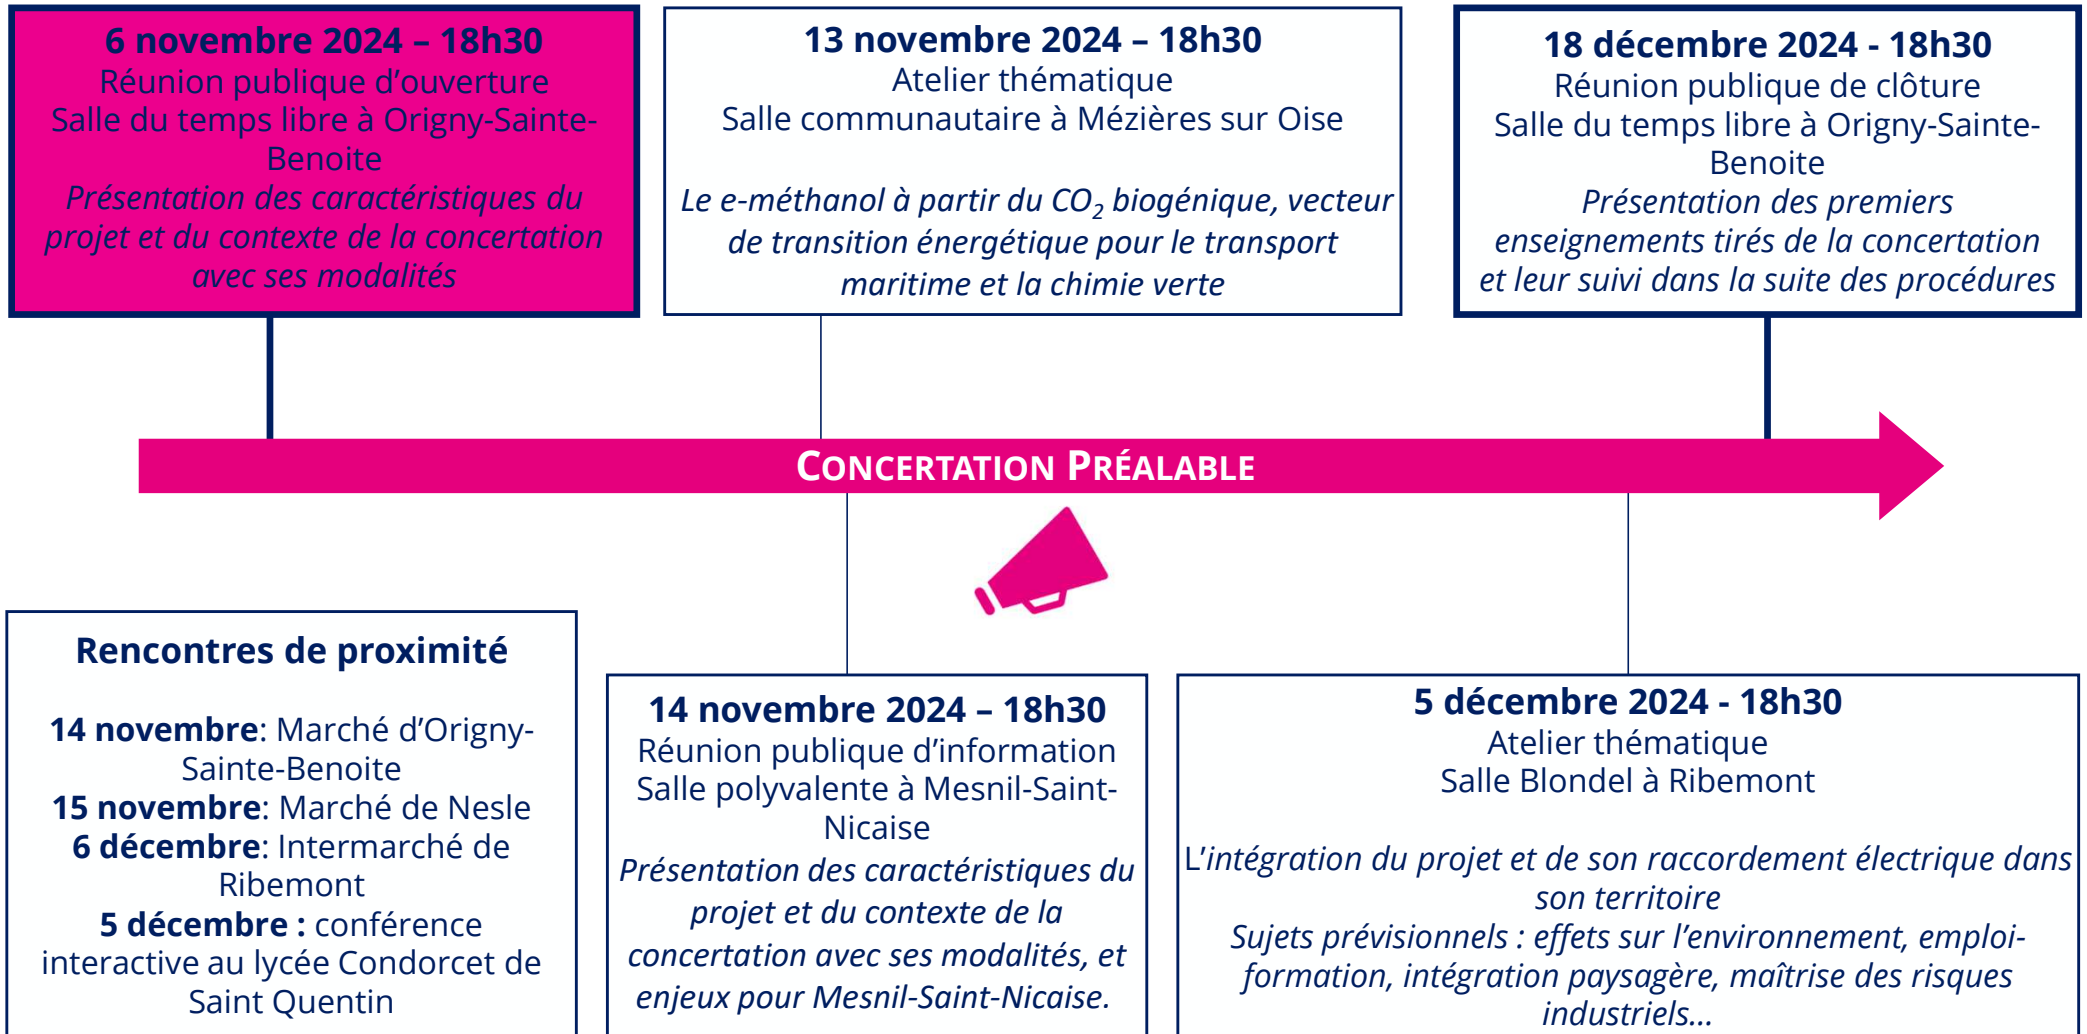 6 novembre 2024 – 18h30
Réunion publique d’ouverture
Salle du temps libre à Origny-Sainte-
Benoite
Présentation des caractéristiques du
projet et du contexte de la concertation
avec ses modalités
13 novembre 2024 – 18h30
Atelier thématique
Salle communautaire à Mézières sur Oise
Le e-méthanol à partir du CO₂ biogénique, vecteur
de transition énergétique pour le transport
maritime et la chimie verte
18 décembre 2024 - 18h30
Réunion publique de clôture
Salle du temps libre à Origny-Sainte-
Benoite
Présentation des premiers
enseignements tirés de la concertation
et leur suivi dans la suite des procédures
CONCERTATION PRÉALABLE
Rencontres de proximité
14 novembre: Marché d’Origny-
Sainte-Benoite
15 novembre: Marché de Nesle
6 décembre: Intermarché de
Ribemont
5 décembre : conférence
interactive au lycée Condorcet de
Saint Quentin
14 novembre 2024 – 18h30
Réunion publique d’information
Salle polyvalente à Mesnil-Saint-
Nicaise
Présentation des caractéristiques du
projet et du contexte de la
concertation avec ses modalités, et
enjeux pour Mesnil-Saint-Nicaise.
5 décembre 2024 - 18h30
Atelier thématique
Salle Blondel à Ribemont
L’intégration du projet et de son raccordement électrique dans
son territoire
Sujets prévisionnels : effets sur l’environnement, emploi-
formation, intégration paysagère, maîtrise des risques
industriels…